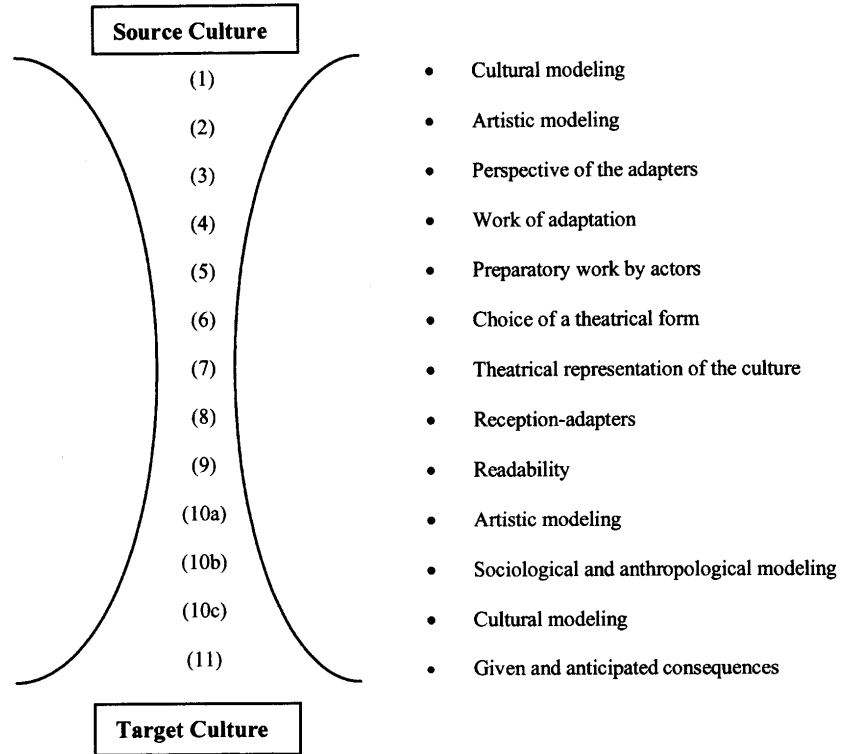 Source Culture
(1) • Cultural modeling
(2) • Artistic modeling
(3) • Perspective of the adapters
(4) • Work of adaptation
(5) • Preparatory work by actors
(6) • Choice of a theatrical form
(7) • Theatrical representation of the culture
(8) • Reception-adapters
(9) • Readability
(10a) • Artistic modeling
(10b) • Sociological and anthropological modeling
(10c) • Cultural modeling
(11) • Given and anticipated consequences
Target Culture